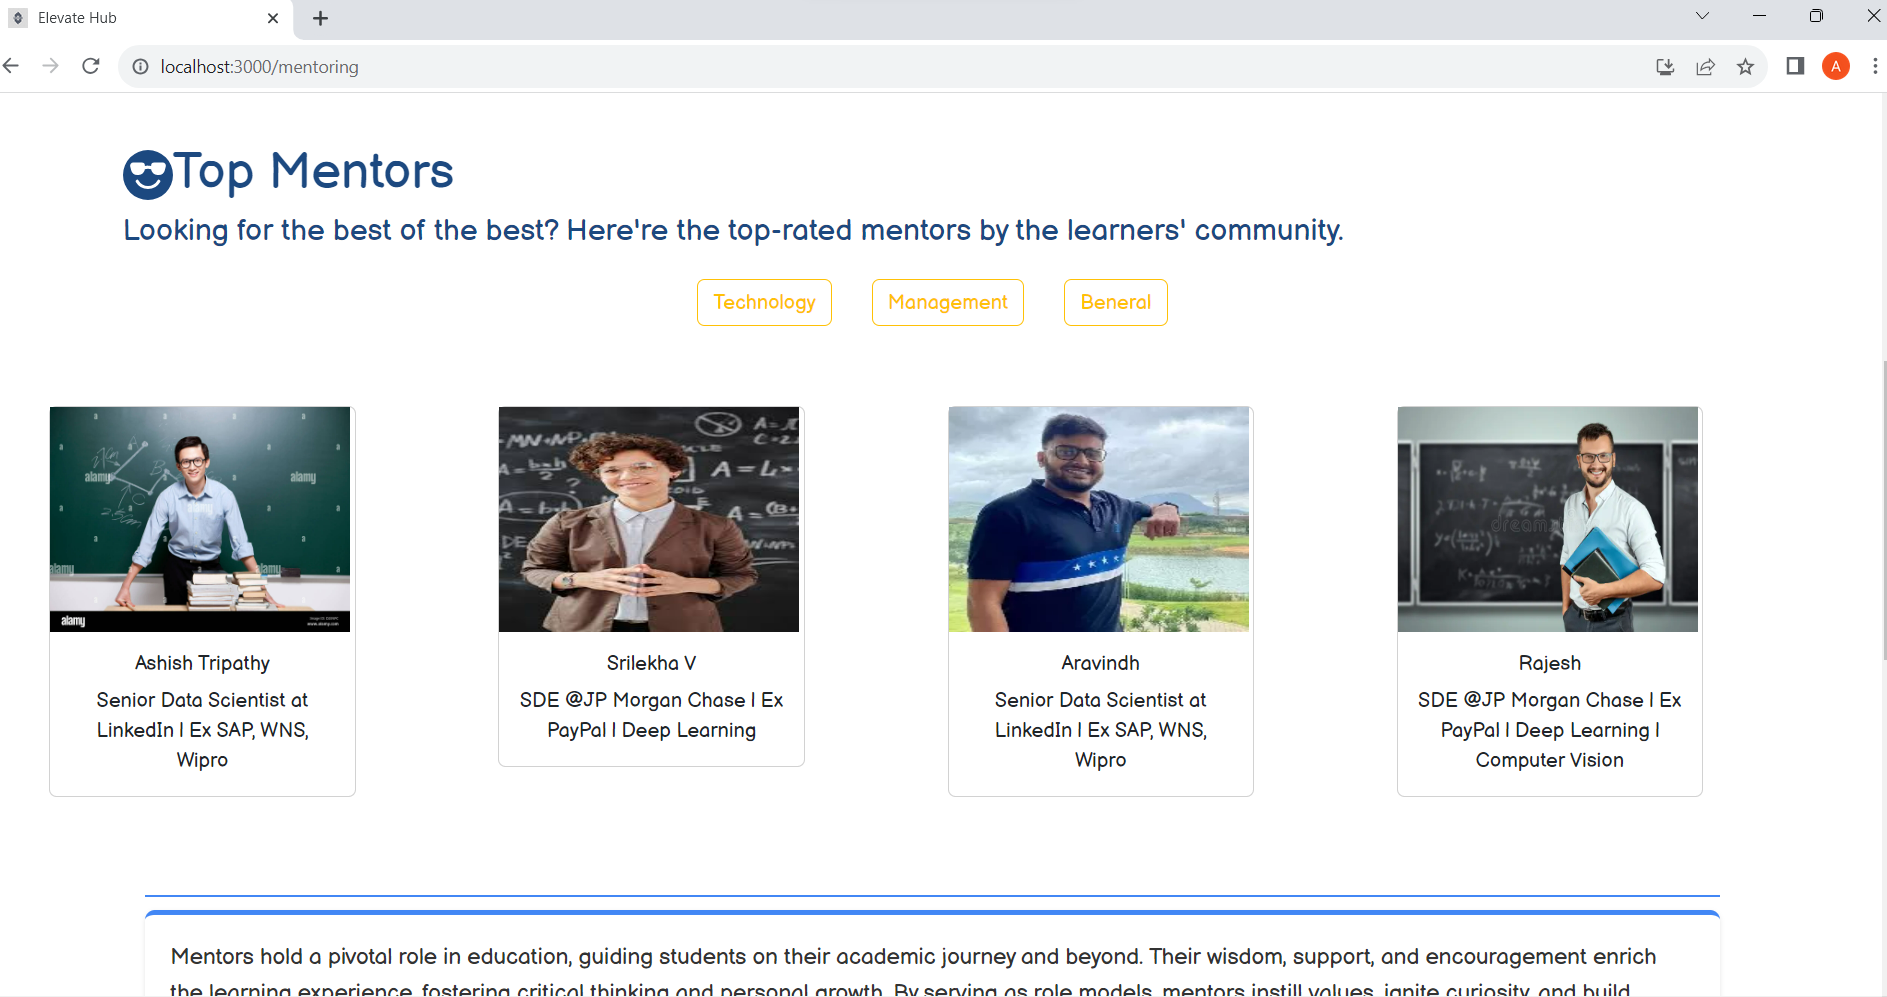 Elevate Hub
localhost:3000/mentoring
A
Top Mentors
Looking for the best of the best? Here're the top-rated mentors by the learners' community.
Technology Management Beneral
alamy
alamy
alamy
alamy
alamy
Ashish Tripathy
Senior Data Scientist at
LinkedIn | Ex SAP, WNS,
Wipro
Srilekha V
SDE @JP Morgan Chase | Ex
PayPal | Deep Learning
Aravindh
Senior Data Scientist at
LinkedIn | Ex SAP, WNS,
Wipro
Rajesh
SDE @JP Morgan Chase | Ex
PayPal | Deep Learning |
Computer Vision
Mentors hold a pivotal role in education, guiding students on their academic journey and beyond. Their wisdom, support, and encouragement enrich
the learning experience, fostering critical thinking and personal growth. By serving as role models, mentors instill values, ignite curiosity, and build